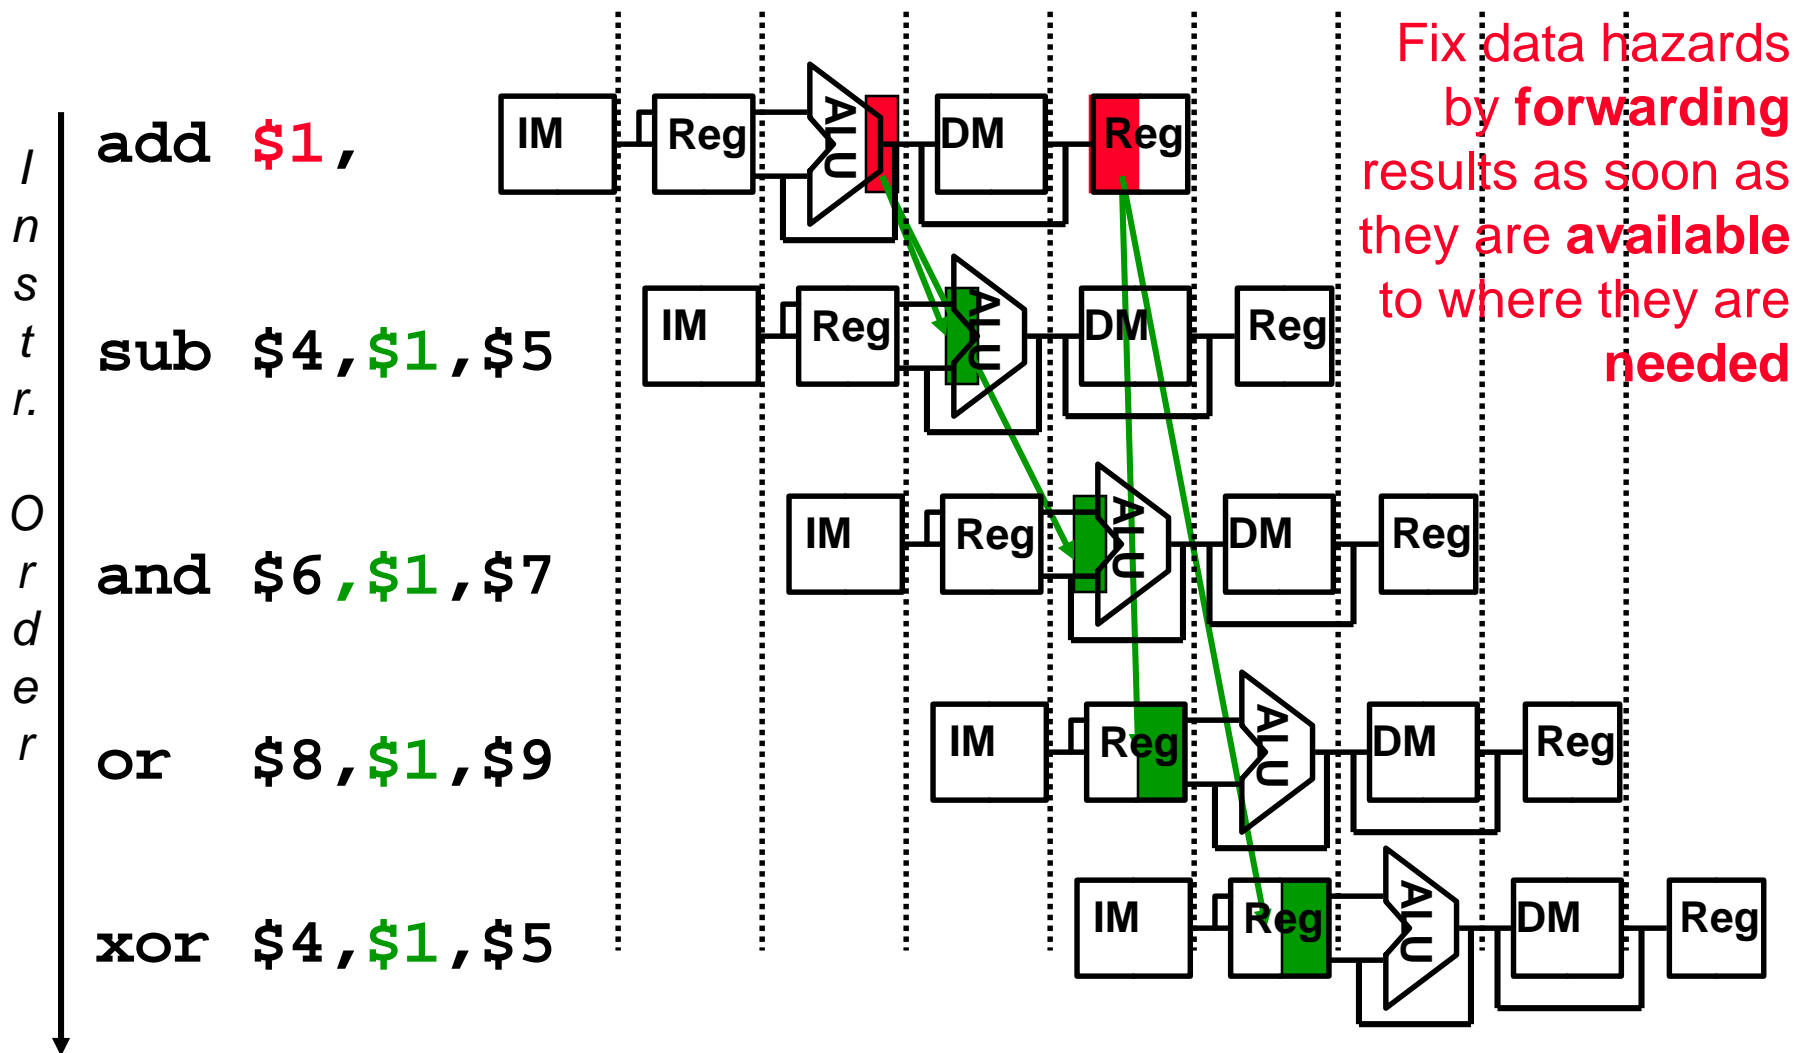 Fix data hazards
by forwarding
results as soon as
they are available
to where they are
needed
Instr. Order
add $1,
IM Reg ALU DM Reg
sub $4,$1,$5
IM Reg ALU DM Reg
and $6,$1,$7
IM Reg ALU DM Reg
or $8,$1,$9
IM Reg ALU DM Reg
xor $4,$1,$5
IM Reg ALU DM Reg